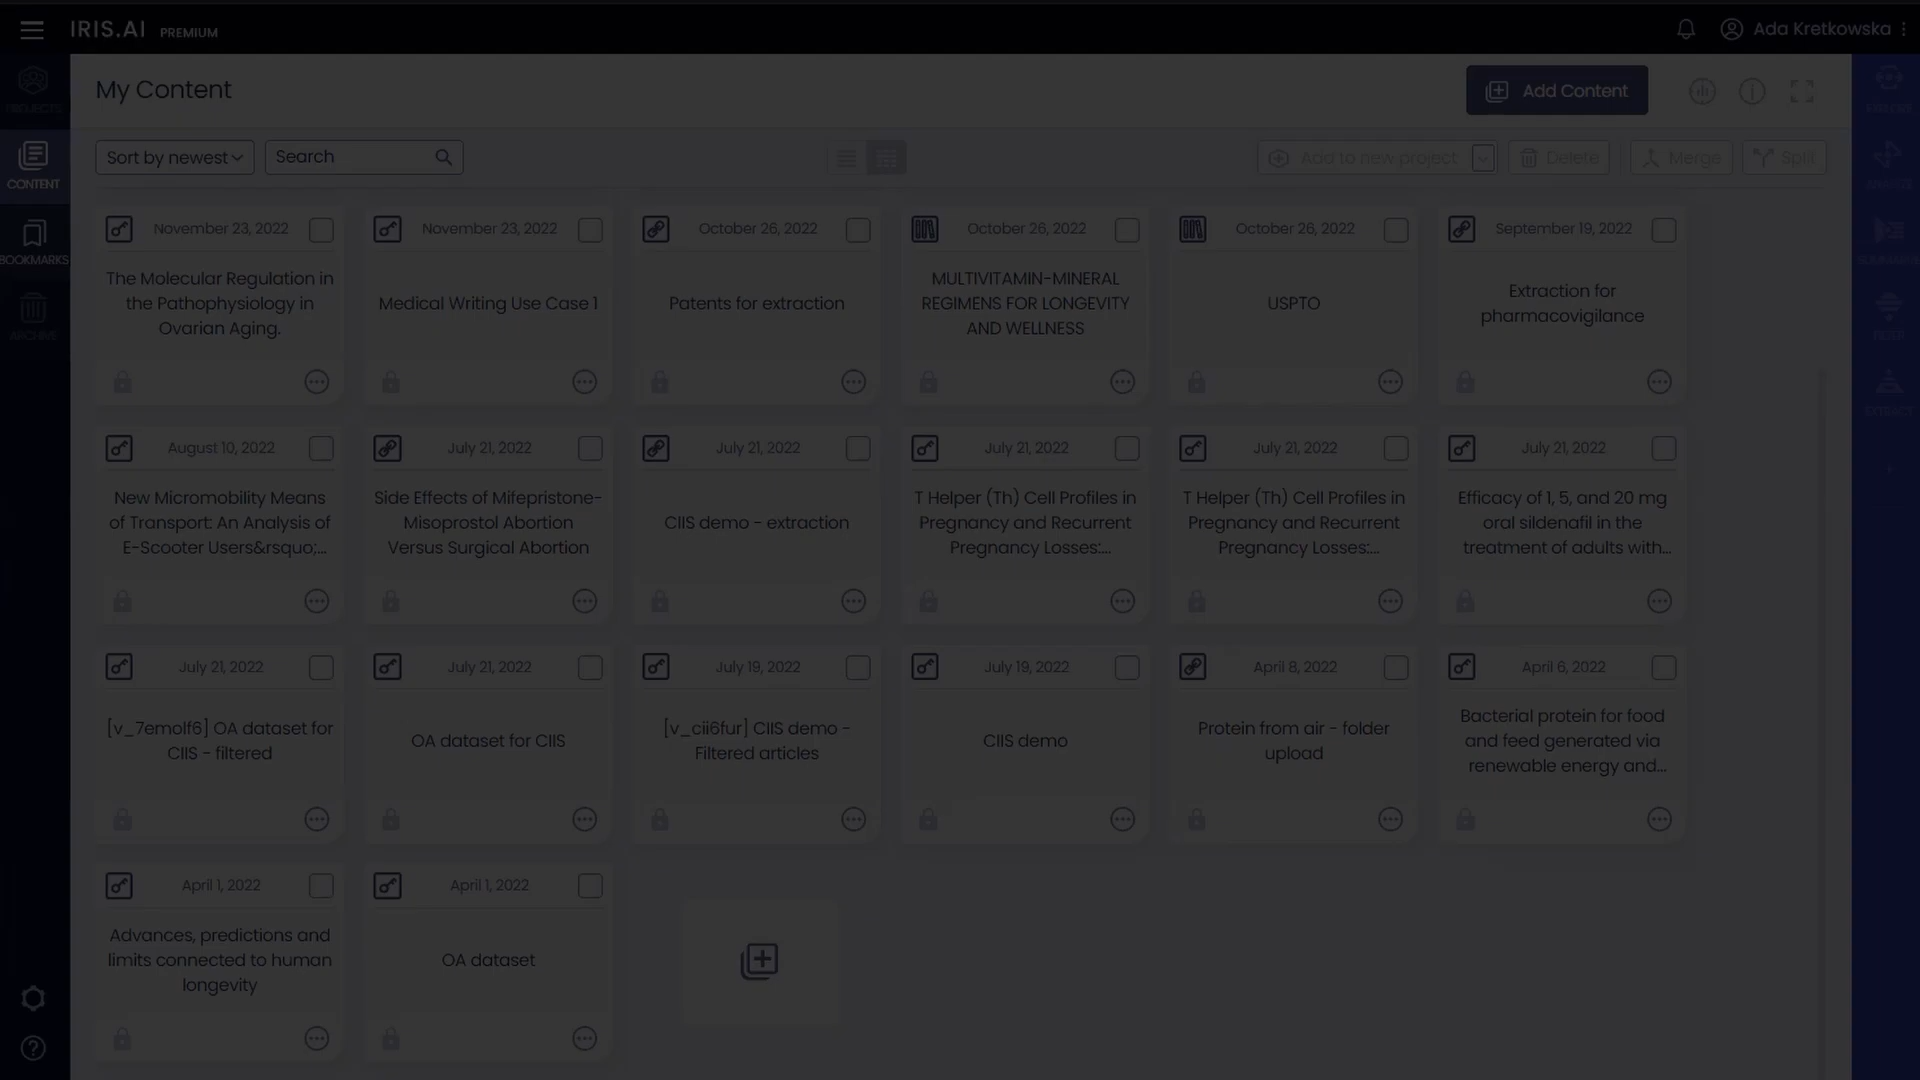 IRIS.AI PREMIUM
Ada Kretkowska
PROJECTS
CONTENT
BOOKMARKS
ARCHIVE
My Content
Add Content
Sort by newest
Search
Add to new project
Delete
Merge
Split
November 23, 2022
The Molecular Regulation in
the Pathophysiology in
Ovarian Aging.
November 23, 2022
Medical Writing Use Case 1
October 26, 2022
Patents for extraction
October 26, 2022
MULTIVITAMIN-MINERAL
REGIMENS FOR LONGEVITY
AND WELLNESS
October 26, 2022
USPTO
September 19, 2022
Extraction for
pharmacovigilance
August 10, 2022
New Micromobility Means
of Transport: An Analysis of
E-Scooter Users&rsquo;...
July 21, 2022
Side Effects of Mifepristone-
Misoprostol Abortion
Versus Surgical Abortion
July 21, 2022
CIIS demo - extraction
July 21, 2022
T Helper (Th) Cell Profiles in
Pregnancy and Recurrent
Pregnancy Losses:...
July 21, 2022
T Helper (Th) Cell Profiles in
Pregnancy and Recurrent
Pregnancy Losses:...
July 21, 2022
Efficacy of 1, 5, and 20 mg
oral sildenafil in the
treatment of adults with...
July 21, 2022
[v_7emolf6] OA dataset for
CIIS - filtered
July 21, 2022
OA dataset for CIIS
July 19, 2022
[v_cii6fur] CIIS demo -
Filtered articles
July 19, 2022
CIIS demo
April 8, 2022
Protein from air - folder
upload
April 6, 2022
Bacterial protein for food
and feed generated via
renewable energy and...
April 1, 2022
Advances, predictions and
limits connected to human
longevity
April 1, 2022
OA dataset
EXTRACT